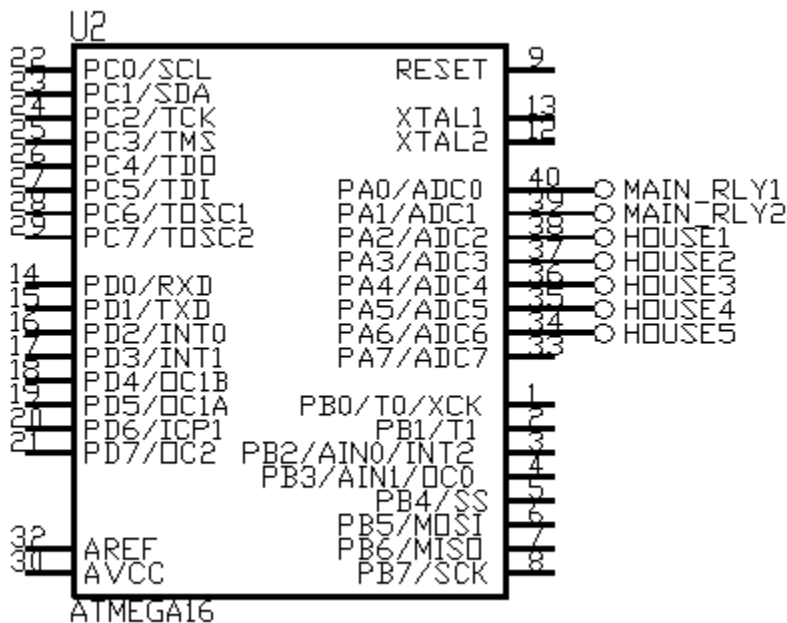 U2
22 PC0/SCL RESET 9
23 PC1/SDA
24 PC2/TCK XTAL1 13
25 PC3/TMS XTAL2 12
26 PC4/TDO
27 PC5/TDI PA0/ADC0 40 MAIN_RLY1
28 PC6/TOSC1 PA1/ADC1 39 MAIN_RLY2
29 PC7/TOSC2 PA2/ADC2 38 HOUSE1
PA3/ADC3 37 HOUSE2
14 PD0/RXD PA4/ADC4 36 HOUSE3
15 PD1/TXD PA5/ADC5 35 HOUSE4
16 PD2/INT0 PA6/ADC6 34 HOUSE5
17 PD3/INT1 PA7/ADC7 33
18 PD4/OC1B
19 PD5/OC1A PB0/T0/XCK 1
20 PD6/ICP1 PB1/T1 2
21 PD7/OC2 PB2/AIN0/INT2 3
PB3/AIN1/OC0 4
PB4/SS 5
PB5/MOSI 6
32 AREF PB6/MISO 7
30 AVCC PB7/SCK 8
ATMEGA16